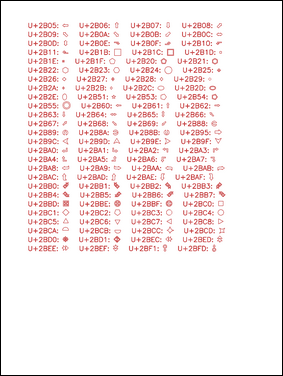 U+2B05: ⬅ U+2B06: ⬆ U+2B07: ⬇ U+2B08: ⬈
U+2B09: ⬉ U+2B0A: ⬊ U+2B0B: ⬋ U+2B0C: ⬌
U+2B0D: ⬍ U+2B0E: ⬎ U+2B0F: ⬏ U+2B10: ⬐
U+2B11: ⬑ U+2B1B: ⬛ U+2B1C: ⬜ U+2B1D: ⬝
U+2B1E: ⬞ U+2B1F: ⬟ U+2B20: ⬠ U+2B21: ⬡
U+2B22: ⬢ U+2B23: ⬣ U+2B24: ⬤ U+2B25: ⬥
U+2B26: ⬦ U+2B27: ⬧ U+2B28: ⬨ U+2B29: ⬩
U+2B2A: ⬪ U+2B2B: ⬫ U+2B2C: ⬬ U+2B2D: ⬭
U+2B2E: ⬮ U+2B51: ⭑ U+2B53: ⭓ U+2B54: ⭔
U+2B55: ⭕ U+2B60: ⭠ U+2B61: ⭡ U+2B62: ⭢
U+2B63: ⭣ U+2B64: ⭤ U+2B65: ⭥ U+2B66: ⭦
U+2B67: ⭧ U+2B68: ⭨ U+2B69: ⭩ U+2B88: ⮈
U+2B89: ⮉ U+2B8A: ⮊ U+2B8B: ⮋ U+2B95: ⮕
U+2B9C: ⮜ U+2B9D: ⮝ U+2B9E: ⮞ U+2B9F: ⮟
U+2BA0: ⮠ U+2BA1: ⮡ U+2BA2: ⮢ U+2BA3: ⮣
U+2BA4: ⮤ U+2BA5: ⮥ U+2BA6: ⮦ U+2BA7: ⮧
U+2BA8: ⮨ U+2BA9: ⮩ U+2BAA: ⮪ U+2BAB: ⮫
U+2BAC: ⮬ U+2BAD: ⮭ U+2BAE: ⮮ U+2BAF: ⮯
U+2BB0: ⮰ U+2BB1: ⮱ U+2BB2: ⮲ U+2BB3: ⮳
U+2BB4: ⮴ U+2BB5: ⮵ U+2BB6: ⮶ U+2BB7: ⮷
U+2BBD: ⮽ U+2BBE: ⮾ U+2BBF: ⮿ U+2BC0: ⯀
U+2BC1: ⯁ U+2BC2: ⯂ U+2BC3: ⯃ U+2BC4: ⯄
U+2BC5: ⯅ U+2BC6: ⯆ U+2BC7: ⯇ U+2BC8: ⯈
U+2BCA: ⯊ U+2BCB: ⯋ U+2BCC: ⯌ U+2BCD: ⯍
U+2BD0: ⯐ U+2BD1: ⯑ U+2BEC: ⯬ U+2BED: ⯭
U+2BEE: ⯮ U+2BEF: ⯯ U+2BF1: ⯱ U+2BFD: ⯽